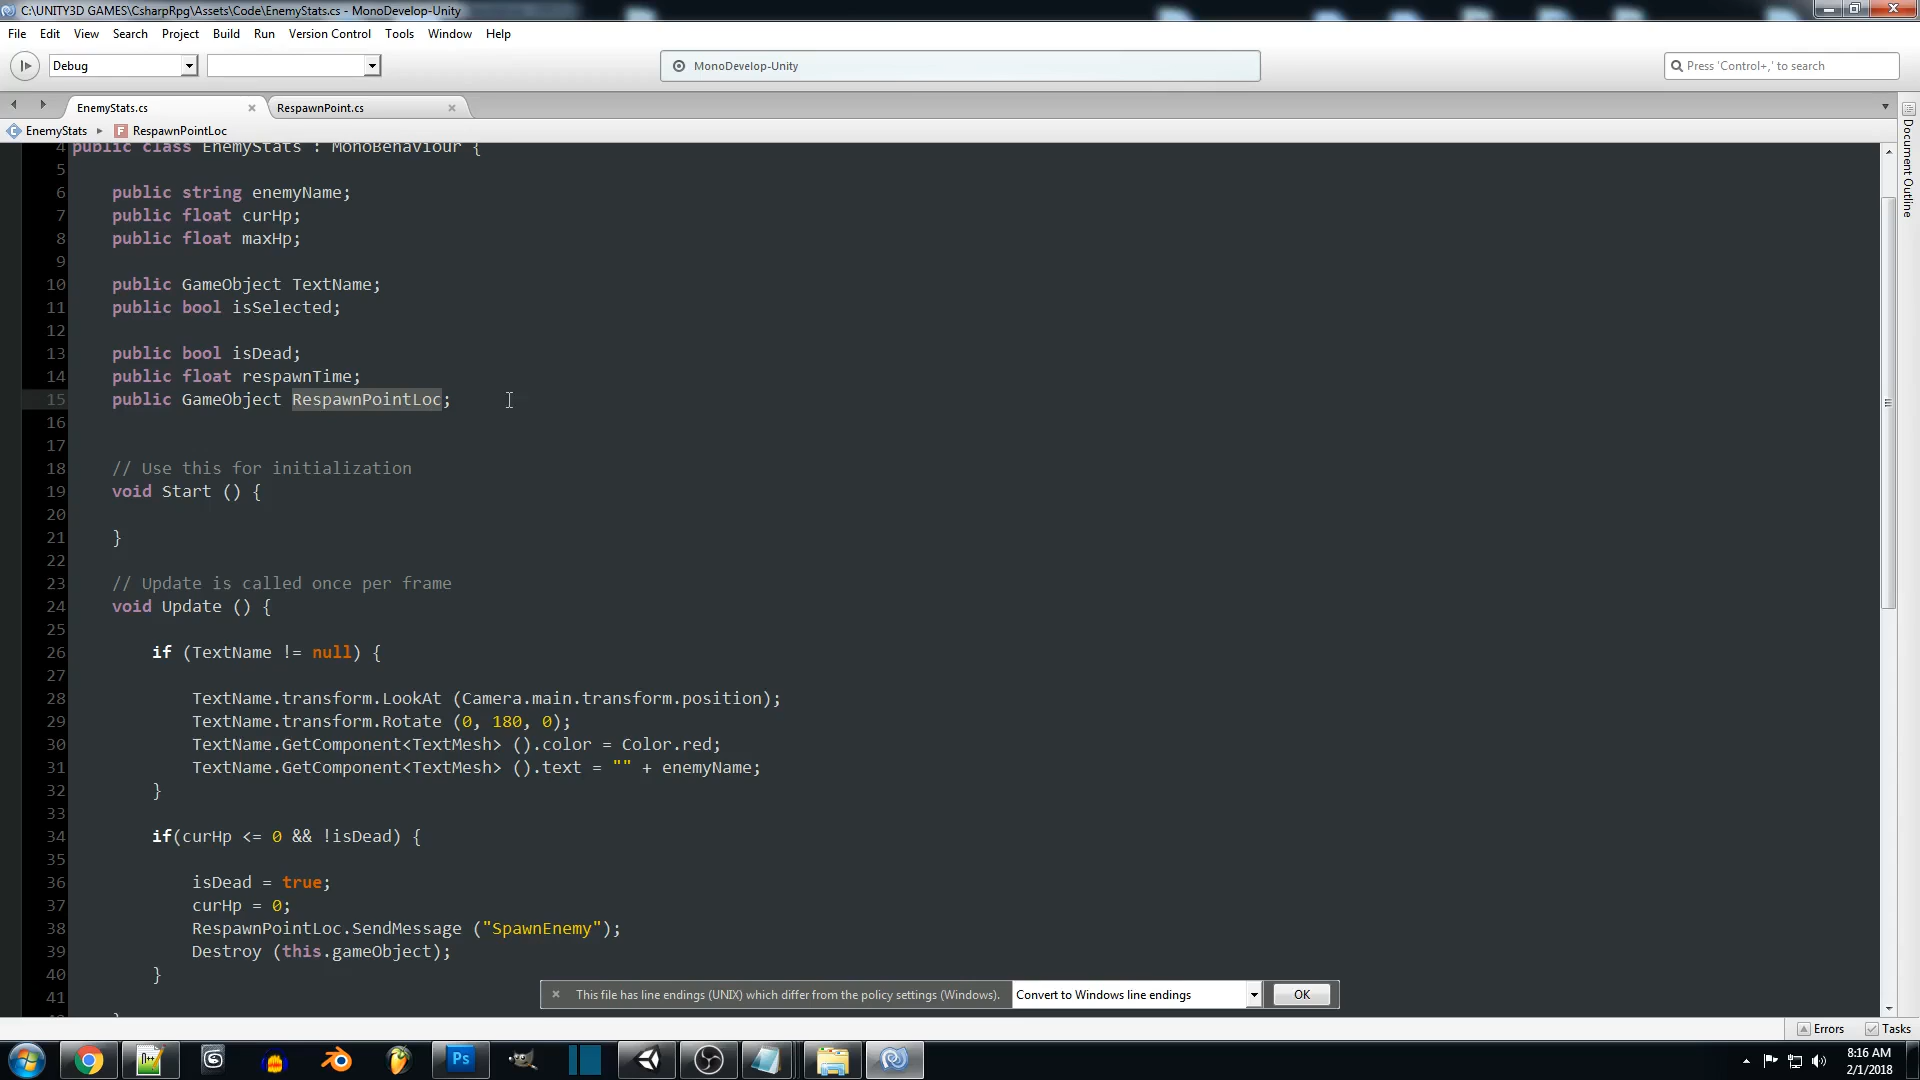 C:\UNITY3D GAMES\CsharpRpg\Assets\Code\EnemyStats.cs - MonoDevelop-Unity
File Edit View Search Project Build Run Version Control Tools Window Help
Debug
MonoDevelop-Unity
Press 'Control+,' to search
EnemyStats.cs
RespawnPoint.cs
EnemyStats
RespawnPointLoc
Document Outline
4 public class EnemyStats : MonoBehaviour {
5
6 public string enemyName;
7 public float curHp;
8 public float maxHp;
9
10 public GameObject TextName;
11 public bool isSelected;
12
13 public bool isDead;
14 public float respawnTime;
15 public GameObject RespawnPointLoc;
16
17
18 // Use this for initialization
19 void Start () {
20
21 }
22
23 // Update is called once per frame
24 void Update () {
25
26 if (TextName != null) {
27
28 TextName.transform.LookAt (Camera.main.transform.position);
29 TextName.transform.Rotate (0, 180, 0);
30 TextName.GetComponent<TextMesh> ().color = Color.red;
31 TextName.GetComponent<TextMesh> ().text = "" + enemyName;
32 }
33
34 if(curHp <= 0 && !isDead) {
35
36 isDead = true;
37 curHp = 0;
38 RespawnPointLoc.SendMessage ("SpawnEnemy");
39 Destroy (this.gameObject);
40 }
41
This file has line endings (UNIX) which differ from the policy settings (Windows).
Convert to Windows line endings
OK
Errors
Tasks
Ps
8:16 AM
2/1/2018